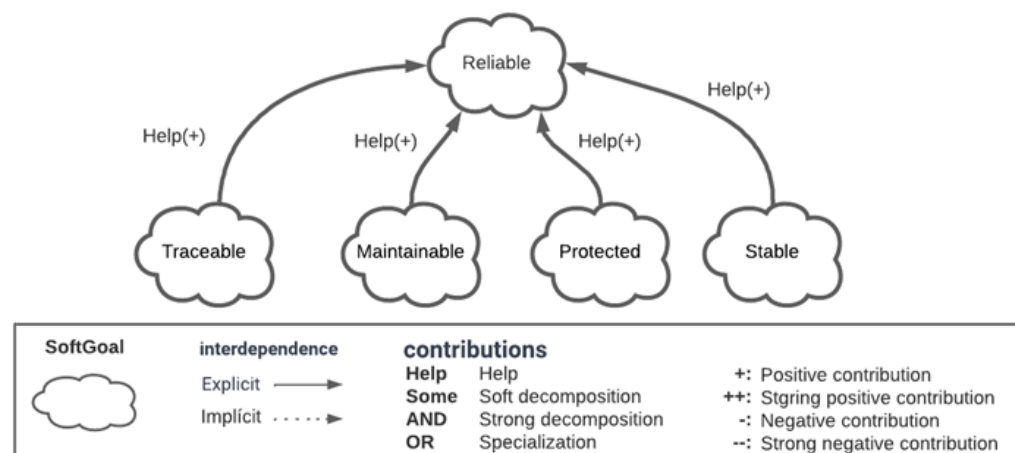 Reliable
Help(+)
Help(+)
Help(+)
Help(+)
Traceable
Maintainable
Protected
Stable
SoftGoal
interdependence
Explicit
Implícit
contributions
Help Help
Some Soft decomposition
AND Strong decomposition
OR Specialization
+: Positive contribution
++: Stgring positive contribution
-: Negative contribution
--: Strong negative contribution